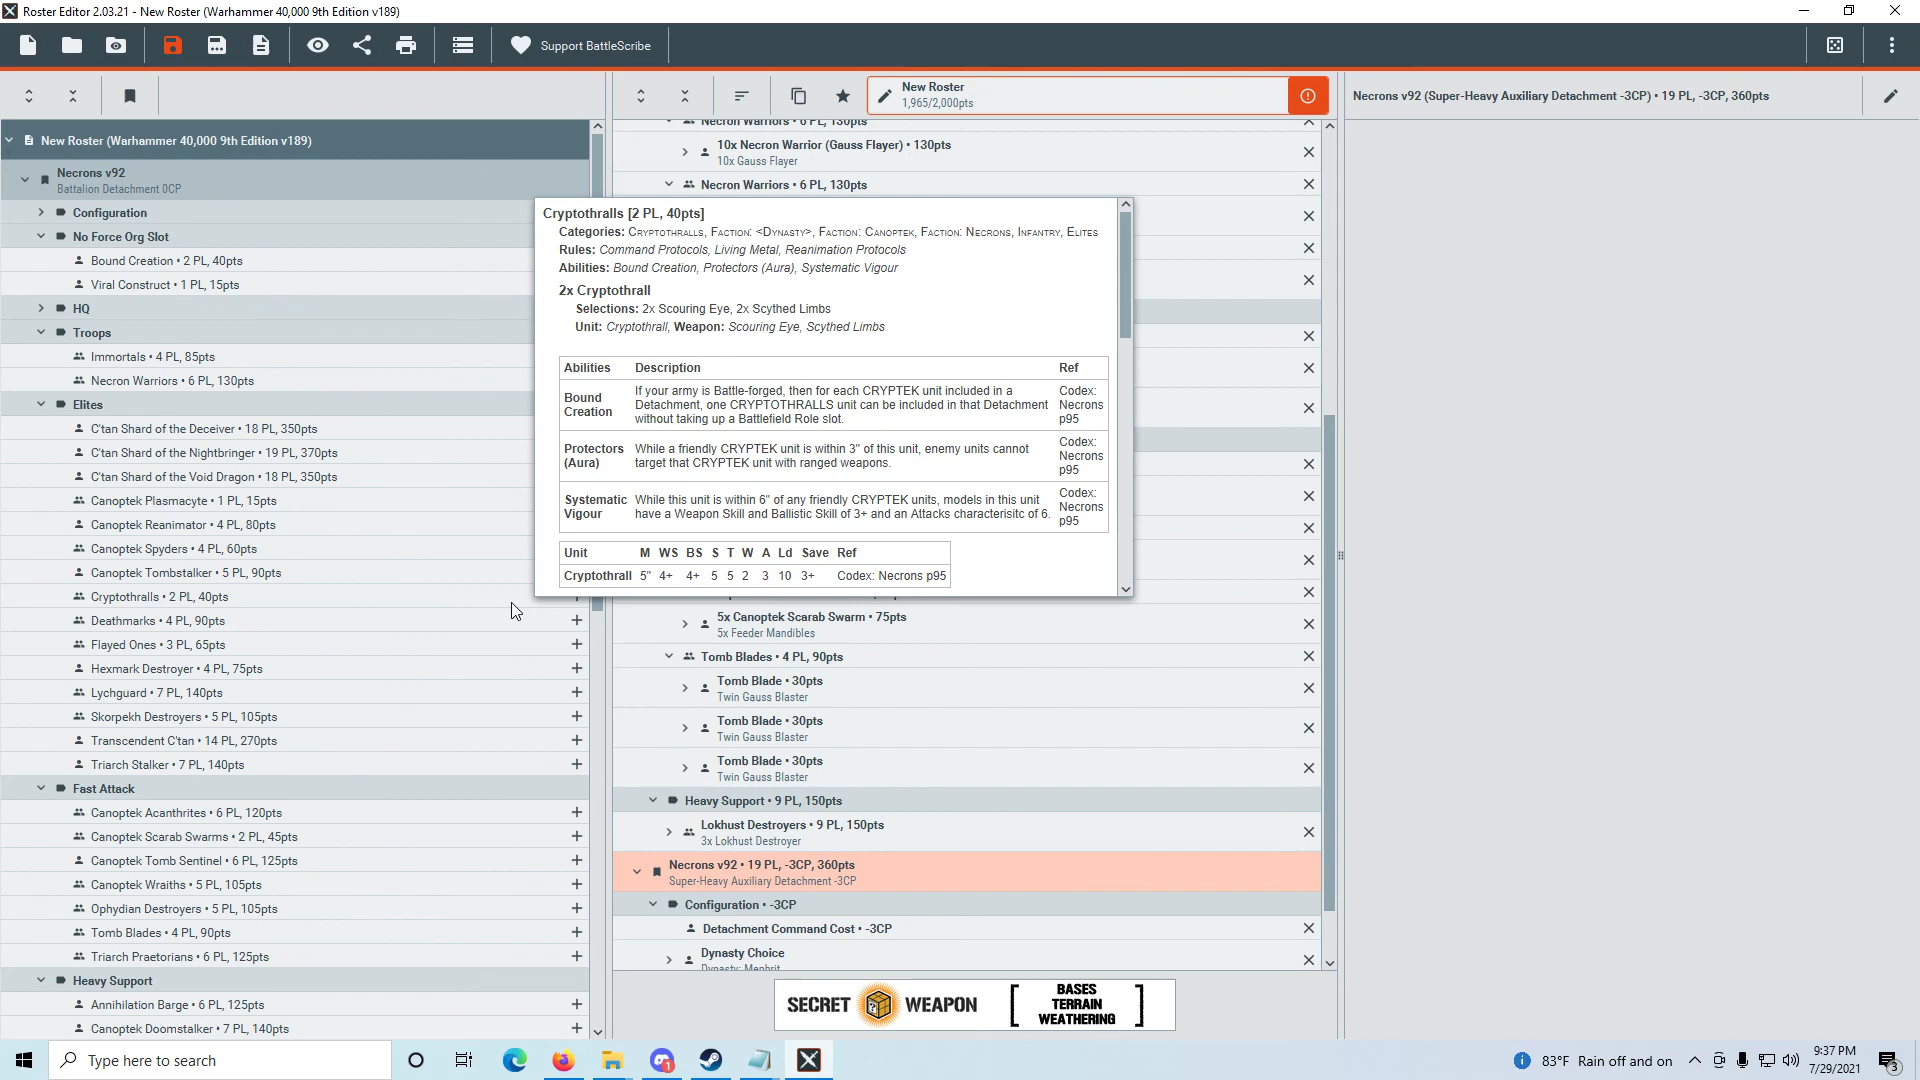 Roster Editor 2.03.21 - New Roster (Warhammer 40,000 9th Edition v189)
Support BattleScribe
New Roster
1,965/2,000pts
Necrons v92 (Super-Heavy Auxiliary Detachment -3CP) • 19 PL, -3CP, 360pts
New Roster (Warhammer 40,000 9th Edition v189)
Necrons v92
Battalion Detachment 0CP
Configuration
No Force Org Slot
Bound Creation • 2 PL, 40pts
Viral Construct • 1 PL, 15pts
HQ
Troops
Immortals • 4 PL, 85pts
Necron Warriors • 6 PL, 130pts
Elites
C'tan Shard of the Deceiver • 18 PL, 350pts
C'tan Shard of the Nightbringer • 19 PL, 370pts
C'tan Shard of the Void Dragon • 18 PL, 350pts
Canoptek Plasmacyte • 1 PL, 15pts
Canoptek Reanimator • 4 PL, 80pts
Canoptek Spyders • 4 PL, 60pts
Canoptek Tombstalker • 5 PL, 90pts
Cryptothralls • 2 PL, 40pts
Deathmarks • 4 PL, 90pts
Flayed Ones • 3 PL, 65pts
Hexmark Destroyer • 4 PL, 75pts
Lychguard • 7 PL, 140pts
Skorpekh Destroyers • 5 PL, 105pts
Transcendent C'tan • 14 PL, 270pts
Triarch Stalker • 7 PL, 140pts
Fast Attack
Canoptek Acanthrites • 6 PL, 120pts
Canoptek Scarab Swarms • 2 PL, 45pts
Canoptek Tomb Sentinel • 6 PL, 125pts
Canoptek Wraiths • 5 PL, 105pts
Ophydian Destroyers • 5 PL, 105pts
Tomb Blades • 4 PL, 90pts
Triarch Praetorians • 6 PL, 125pts
Heavy Support
Annihilation Barge • 6 PL, 125pts
Canoptek Doomstalker • 7 PL, 140pts
Necron Warriors • 6 PL, 130pts
10x Necron Warrior (Gauss Flayer) • 130pts
10x Gauss Flayer
Necron Warriors • 6 PL, 130pts
Cryptothralls [2 PL, 40pts]
Categories: CRYPTOTHRALLS, FACTION: <DYNASTY>, FACTION: CANOPTEK, FACTION: NECRONS, INFANTRY, ELITES
Rules: Command Protocols, Living Metal, Reanimation Protocols
Abilities: Bound Creation, Protectors (Aura), Systematic Vigour
2x Cryptothrall
Selections: 2x Scouring Eye, 2x Scythed Limbs
Unit: Cryptothrall, Weapon: Scouring Eye, Scythed Limbs
Abilities Description Ref
Bound Creation If your army is Battle-forged, then for each CRYPTEK unit included in a Codex:
Detachment, one CRYPTOTHRALLS unit can be included in that Detachment Necrons
without taking up a Battlefield Role slot. p95
Protectors (Aura) While a friendly CRYPTEK unit is within 3" of this unit, enemy units cannot Codex: Necrons
target that CRYPTEK unit with ranged weapons. p95
Systematic Vigour While this unit is within 6" of any friendly CRYPTEK units, models in this unit Codex: Necrons
have a Weapon Skill and Ballistic Skill of 3+ and an Attacks characterisitc of 6. p95
Unit M WS BS S T W A Ld Save Ref
Cryptothrall 5" 4+ 4+ 5 5 2 3 10 3+ Codex: Necrons p95
5x Canoptek Scarab Swarm • 75pts
5x Feeder Mandibles
Tomb Blades • 4 PL, 90pts
Tomb Blade • 30pts
Twin Gauss Blaster
Tomb Blade • 30pts
Twin Gauss Blaster
Tomb Blade • 30pts
Twin Gauss Blaster
Heavy Support • 9 PL, 150pts
Lokhust Destroyers • 9 PL, 150pts
3x Lokhust Destroyer
Necrons v92 • 19 PL, -3CP, 360pts
Super-Heavy Auxiliary Detachment -3CP
Configuration • -3CP
Detachment Command Cost • -3CP
Dynasty Choice
Dynasty: Mephrit
SECRET WEAPON
BASES
TERRAIN
WEATHERING
Type here to search
1
83°F Rain off and on
9:37 PM
7/29/2021
3